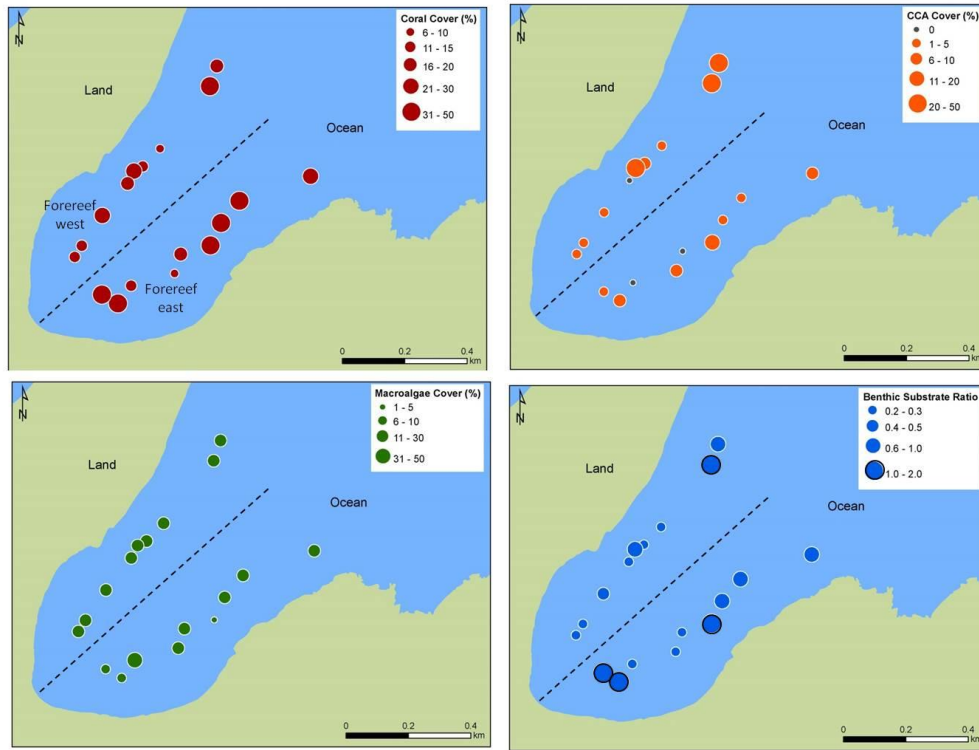 N
Coral Cover (%)
6 - 10
11 - 15
16 - 20
21 - 30
31 - 50
Land
Ocean
Forereef
west
Forereef
east
0 0.2 0.4
km
N
CCA Cover (%)
0
1 - 5
6 - 10
11 - 20
20 - 50
Land
Ocean
0 0.2 0.4
km
N
Macroalgae Cover (%)
1 - 5
6 - 10
11 - 30
31 - 50
Land
Ocean
0 0.2 0.4
km
N
Benthic Substrate Ratio
0.2 - 0.3
0.4 - 0.5
0.6 - 1.0
1.0 - 2.0
Land
Ocean
0 0.2 0.4
km